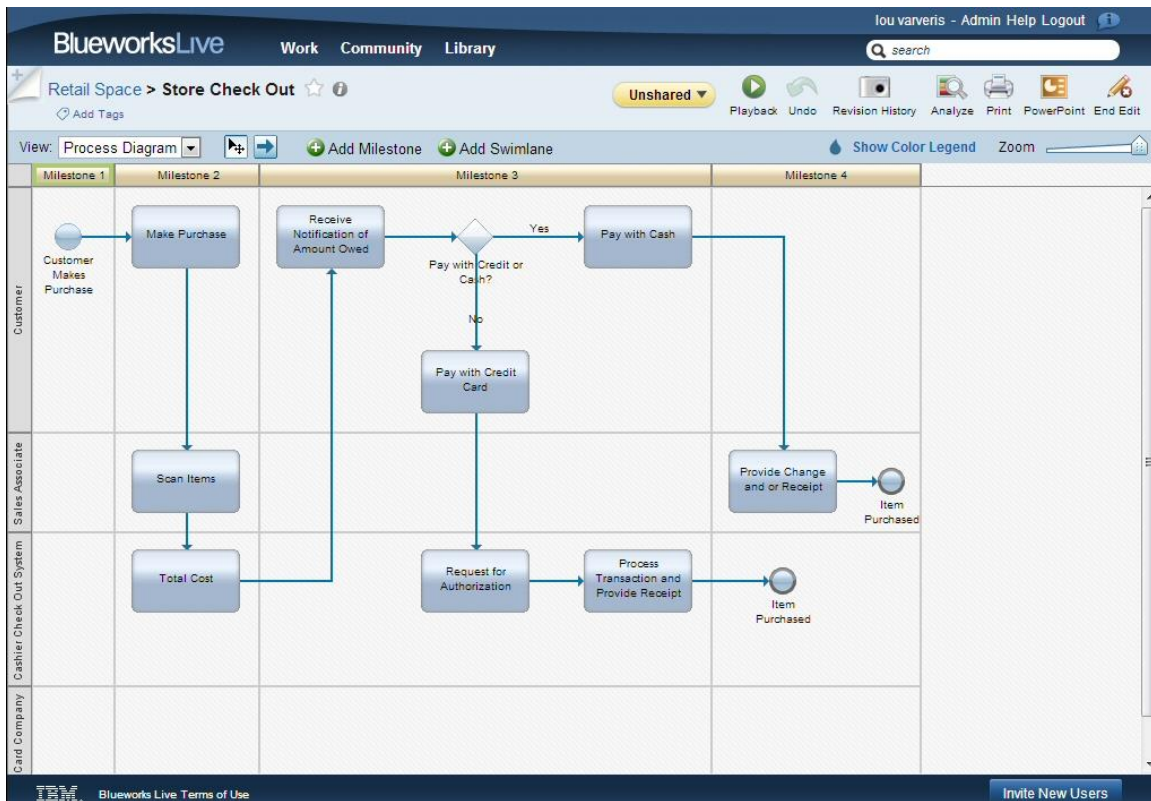 lou varveris - Admin Help Logout
BlueworksLive
Work Community Library
search
Retail Space > Store Check Out
Add Tags
Unshared
Playback Undo Revision History Analyze Print PowerPoint End Edit
View: Process Diagram
Add Milestone Add Swimlane
Show Color Legend Zoom
Milestone 1 Milestone 2 Milestone 3 Milestone 4
Customer
Customer
Makes
Purchase
Make Purchase
Receive
Notification of
Amount Owed
Pay with Credit or
Cash?
Yes
Pay with Cash
No
Pay with Credit
Card
Sales Associate
Scan Items
Provide Change
and or Receipt
Item
Purchased
Cashier Check Out System
Total Cost
Request for
Authorization
Process
Transaction and
Provide Receipt
Item
Purchased
Card Company
IBM. Blueworks Live Terms of Use
Invite New Users